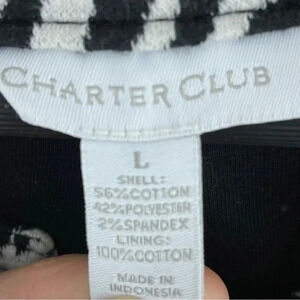 CHARTER CLUB
L
SHELL:
56% COTTON
42% POLYESTER
2% SPANDEX
LINING:
100% COTTON
MADE IN
INDONESIA